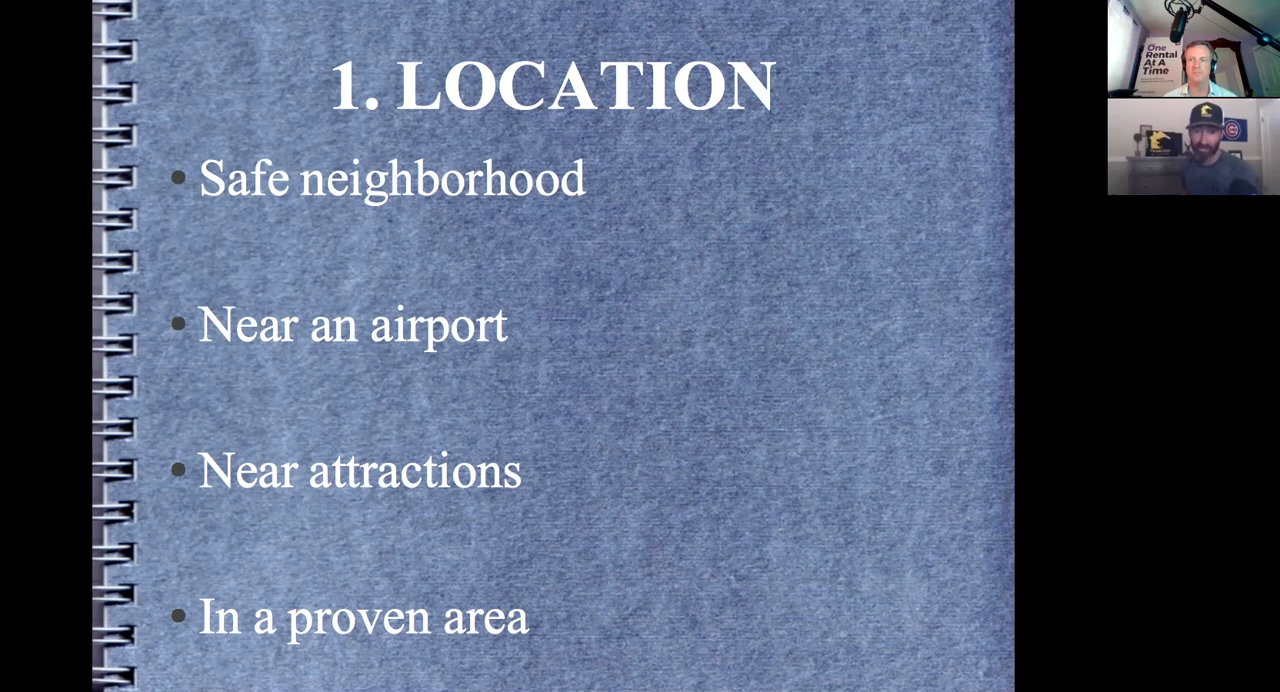 1. LOCATION
• Safe neighborhood
• Near an airport
• Near attractions
• In a proven area
One
Rental
At A
Time